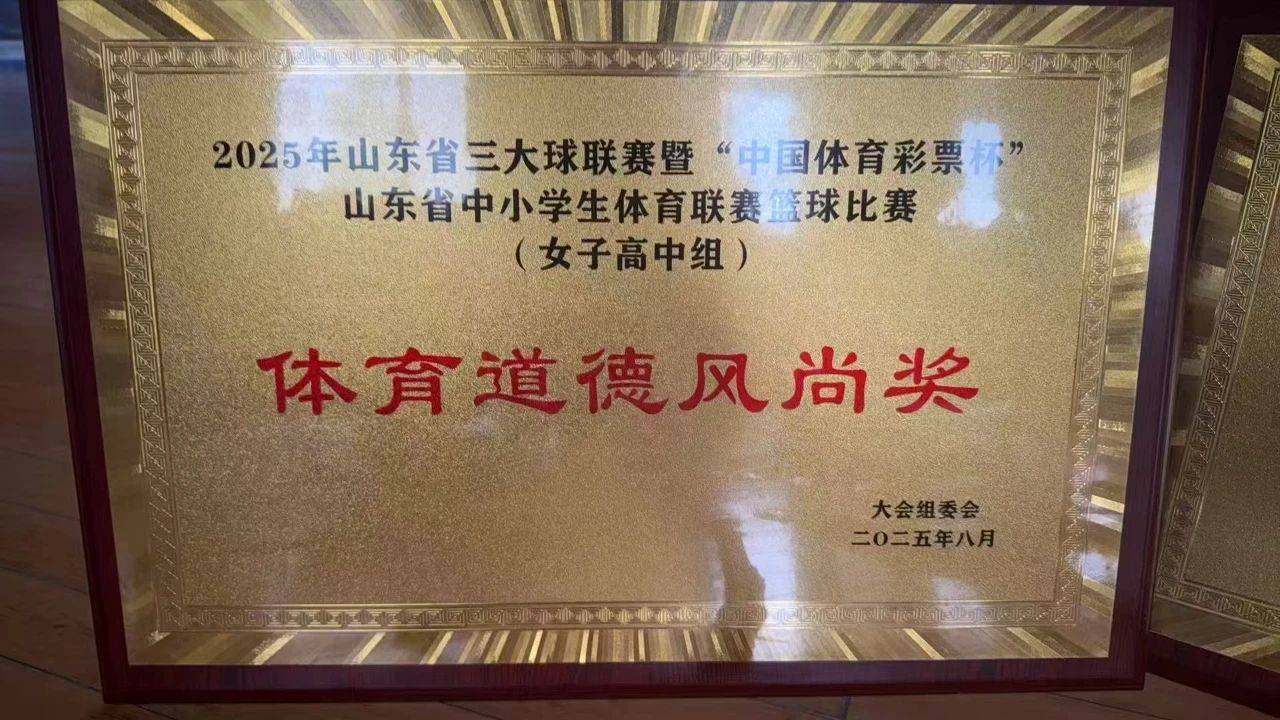 2025年山东省三大球联赛暨“中国体育彩票杯”
山东省中小学生体育联赛篮球比赛
（女子高中组）
体育道德风尚奖
大会组委会
二〇二五年八月